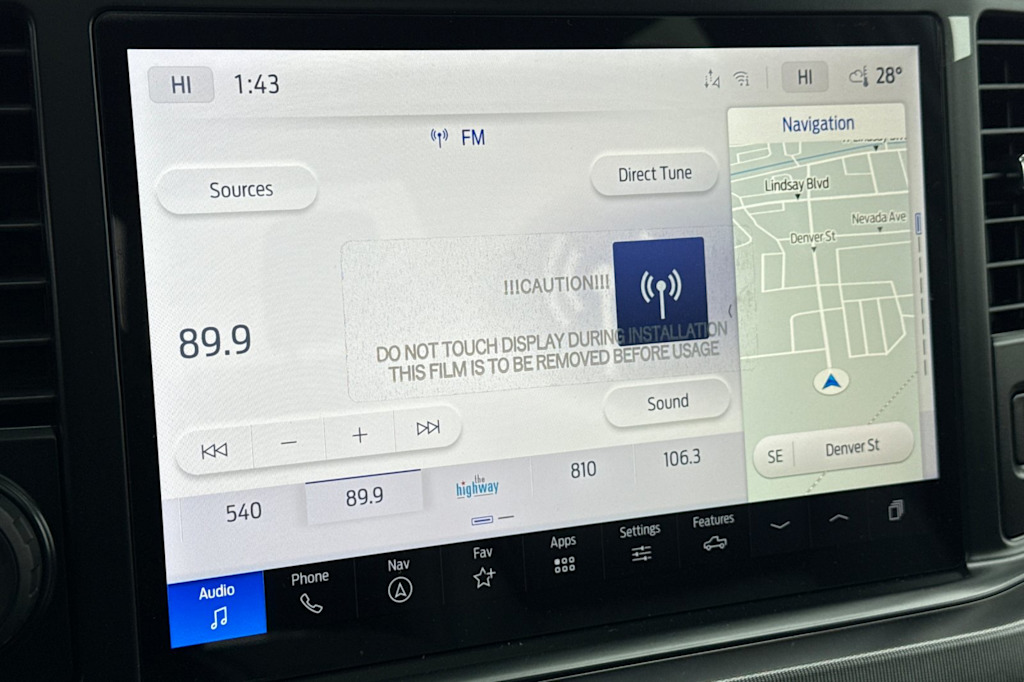 HI 1:43 HI 28°
FM
Navigation
Sources
Direct Tune
Lindsay Blvd
Nevada Ave
Denver St
!!!CAUTION!!!
89.9
DO NOT TOUCH DISPLAY DURING INSTALLATION
THIS FILM IS TO BE REMOVED BEFORE USAGE
Sound
SE Denver St
540 89.9 the highway 810 106.3
Audio Phone Nav Fav Apps Settings Features